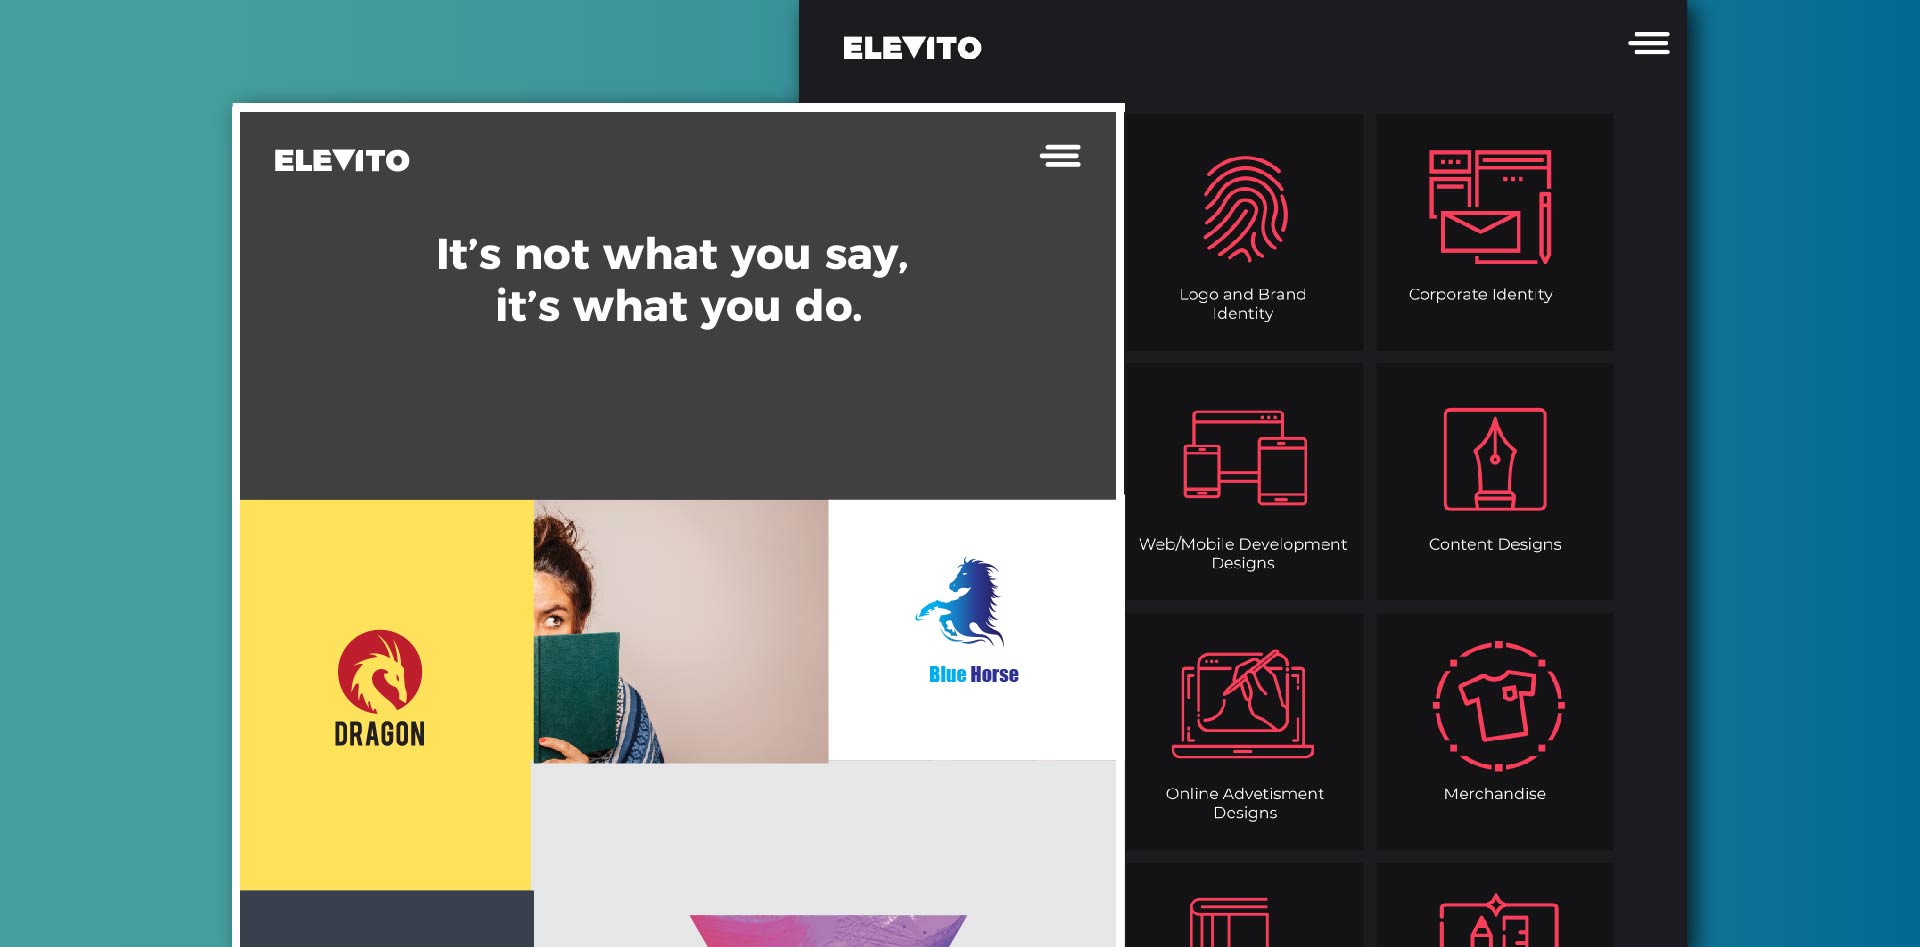 ELEVITO
ELEVITO
It’s not what you say,
it’s what you do.
Logo and Brand
Identity
Corporate Identity
Web/Mobile Development
Designs
Content Designs
DRAGON
Blue Horse
Online Advetisment
Designs
Merchandise